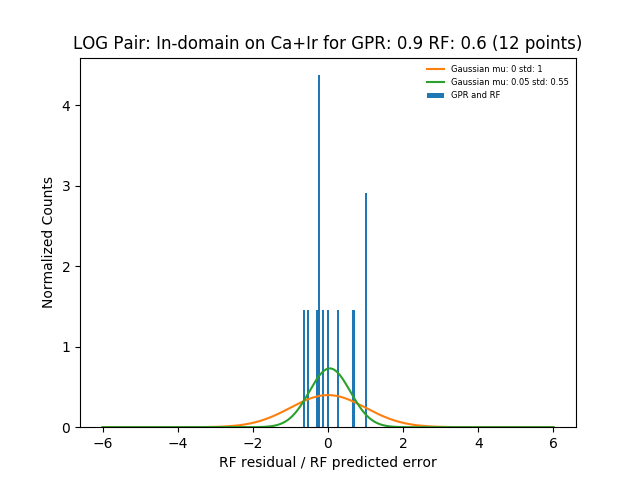 LOG Pair: In-domain on Ca+Ir for GPR: 0.9 RF: 0.6 (12 points)
Gaussian mu: 0 std: 1
Gaussian mu: 0.05 std: 0.55
GPR and RF
Normalized Counts
4
3
2
1
0
−6 −4 −2 0 2 4 6
RF residual / RF predicted error